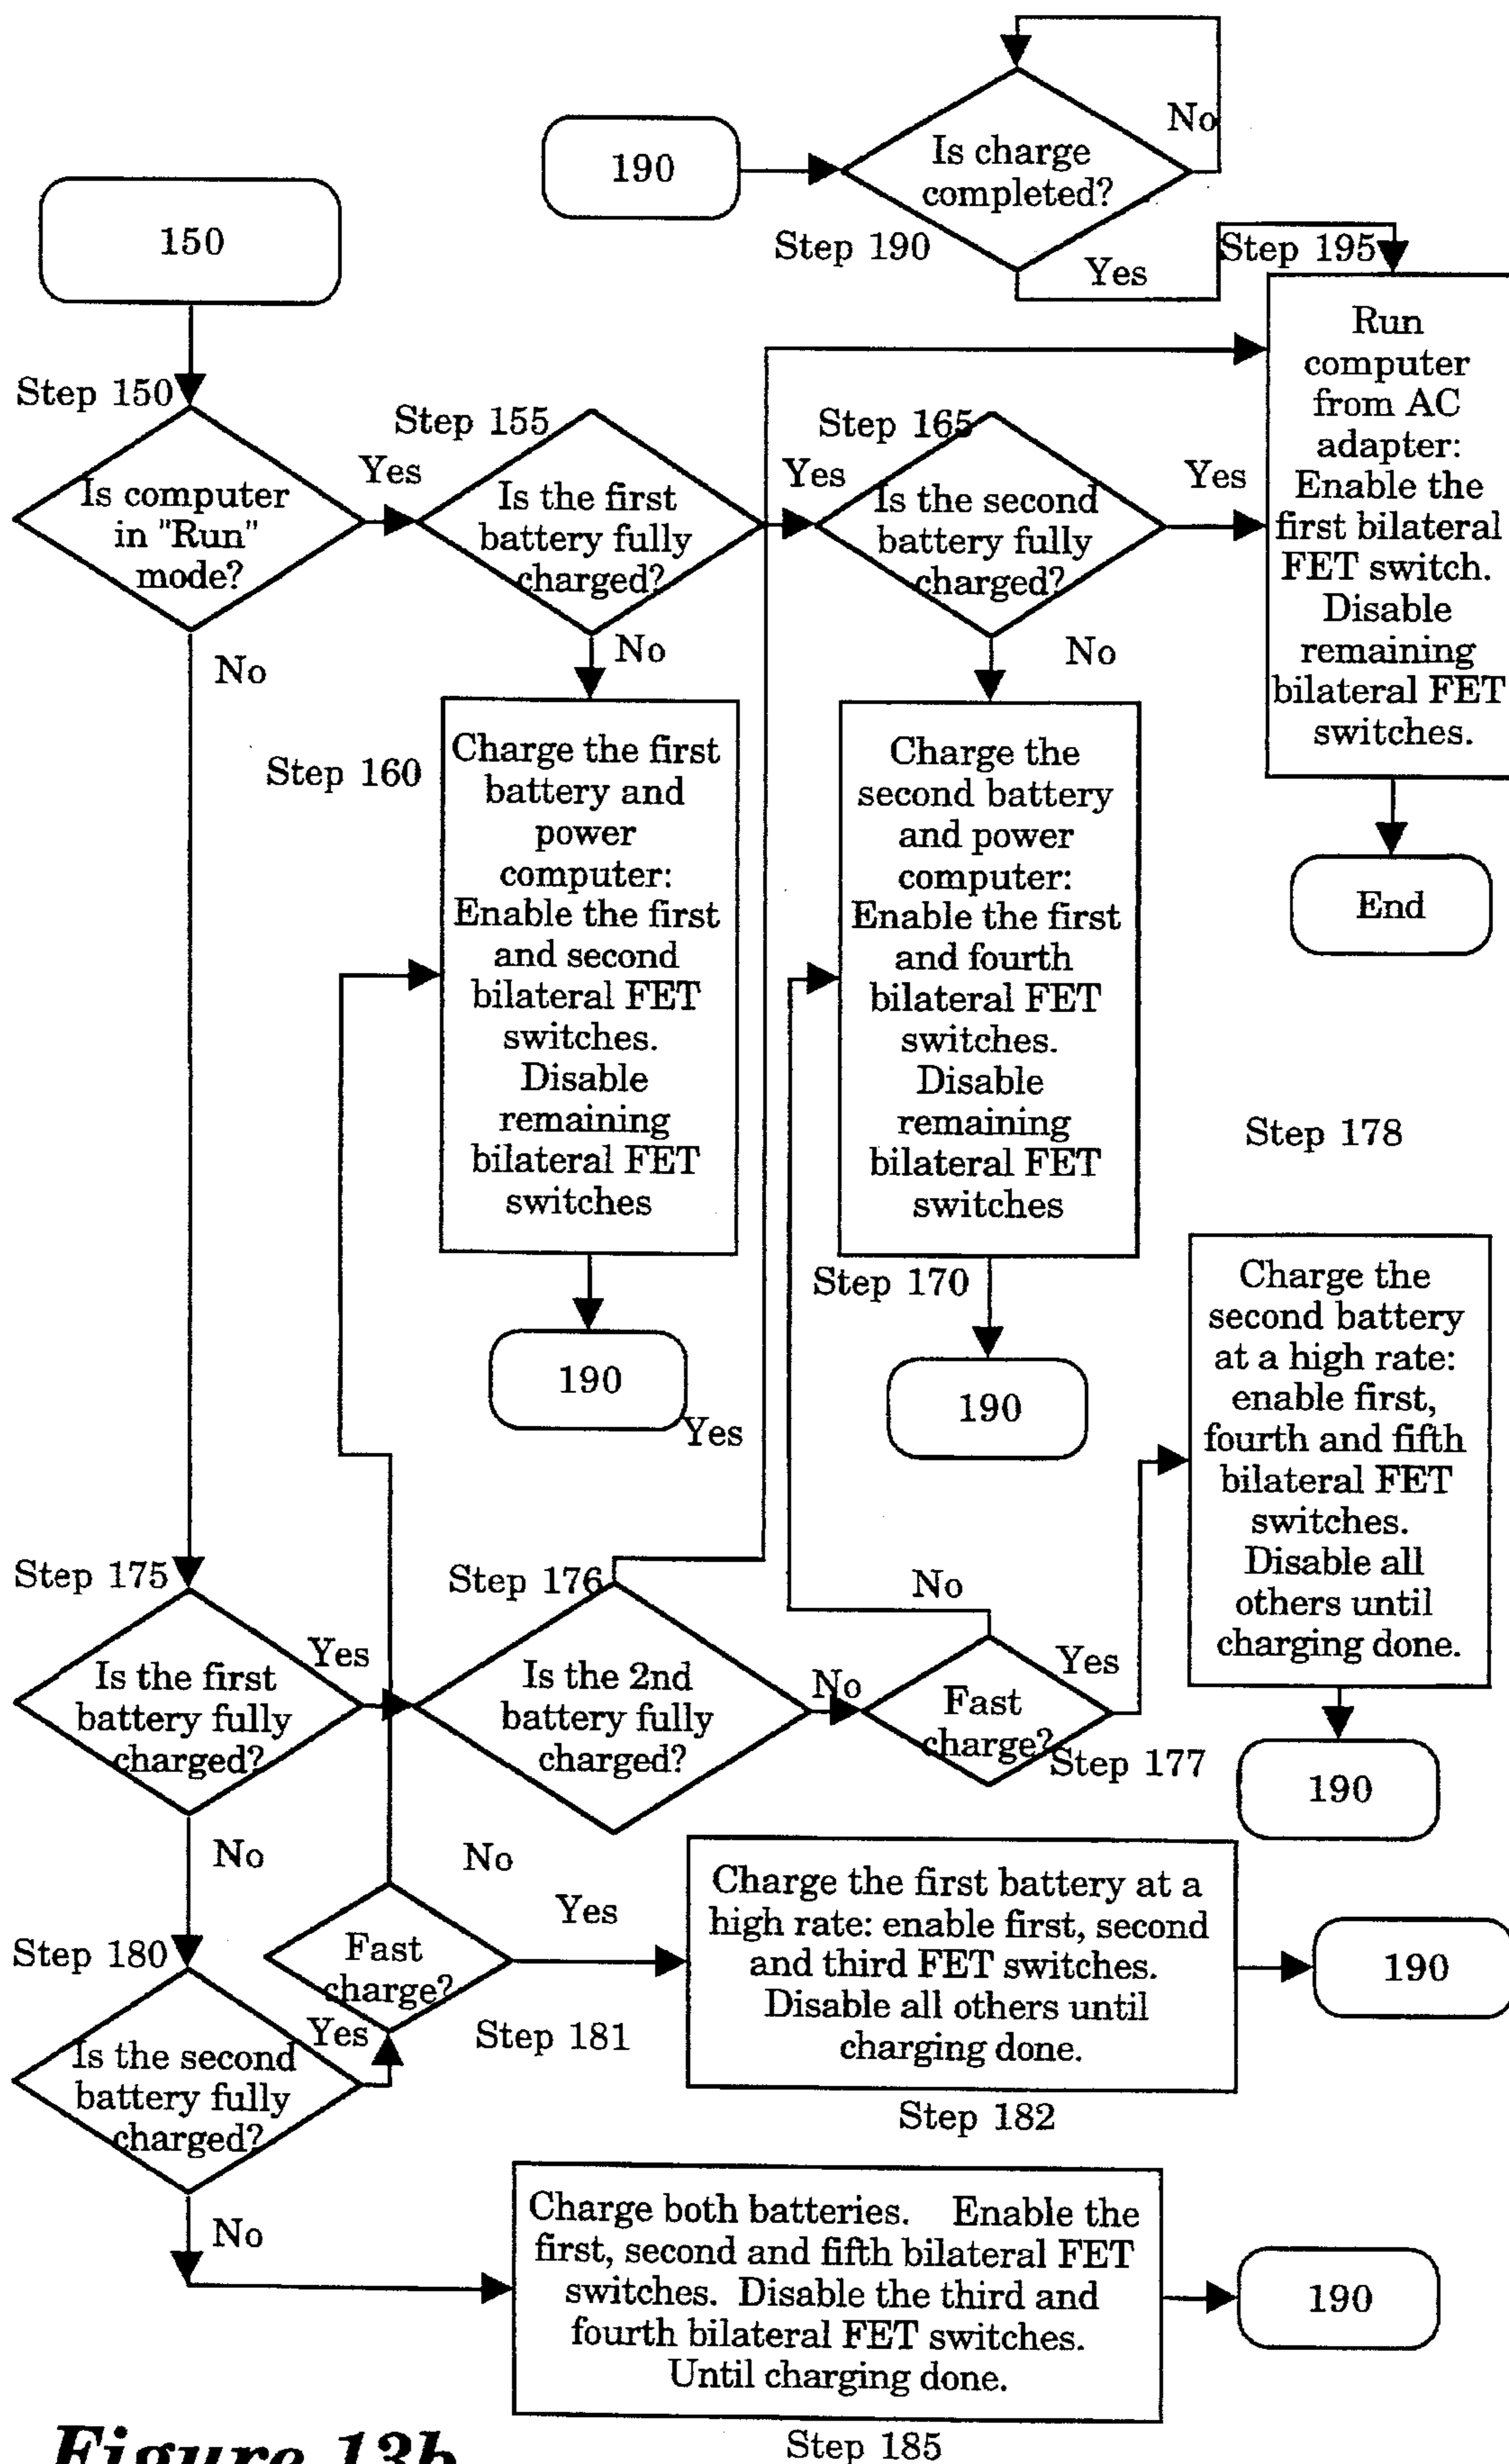 No
190
Is charge
completed?
Step 190
Yes
Step 195
150
Run
computer
from AC
adapter:
Enable the
first bilateral
FET switch.
Disable
remaining
bilateral FET
switches.
End
Step 150
Is computer
in "Run"
mode?
Yes
No
Step 155
Is the first
battery fully
charged?
Yes
No
Step 165
Is the second
battery fully
charged?
Yes
No
Step 160
Charge the first
battery and
power
computer:
Enable the first
and second
bilateral FET
switches.
Disable
remaining
bilateral FET
switches
190
Yes
Charge the
second battery
and power
computer:
Enable the first
and fourth
bilateral FET
switches.
Disable
remaining
bilateral FET
switches
Step 170
190
Step 178
Charge the
second battery
at a high rate:
enable first,
fourth and fifth
bilateral FET
switches.
Disable all
others until
charging done.
190
Step 175
Is the first
battery fully
charged?
Yes
No
Step 176
Is the 2nd
battery fully
charged?
No
No
Fast
charge?
Yes
Step 177
Step 180
Is the second
battery fully
charged?
Yes
No
No
Fast
charge?
Yes
Step 181
Charge the first battery at a
high rate: enable first, second
and third FET switches.
Disable all others until
charging done.
Step 182
190
Charge both batteries. Enable the
first, second and fifth bilateral FET
switches. Disable the third and
fourth bilateral FET switches.
Until charging done.
Step 185
190
Figure 13b